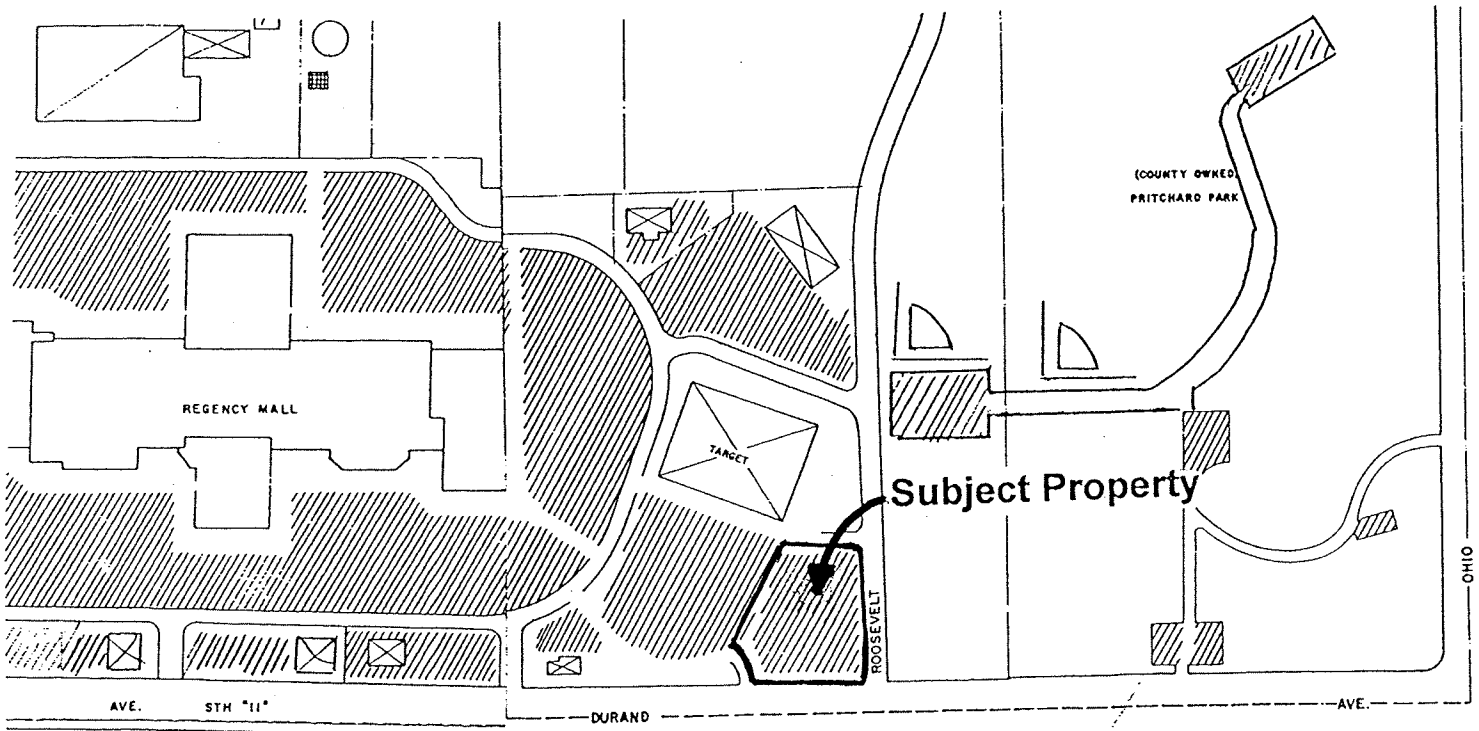 (COUNTY OWNED)
PRITCHARD PARK
REGENCY MALL
TARGET
Subject Property
OHIO
ROOSEVELT
AVE. STH "11"
DURAND
AVE.